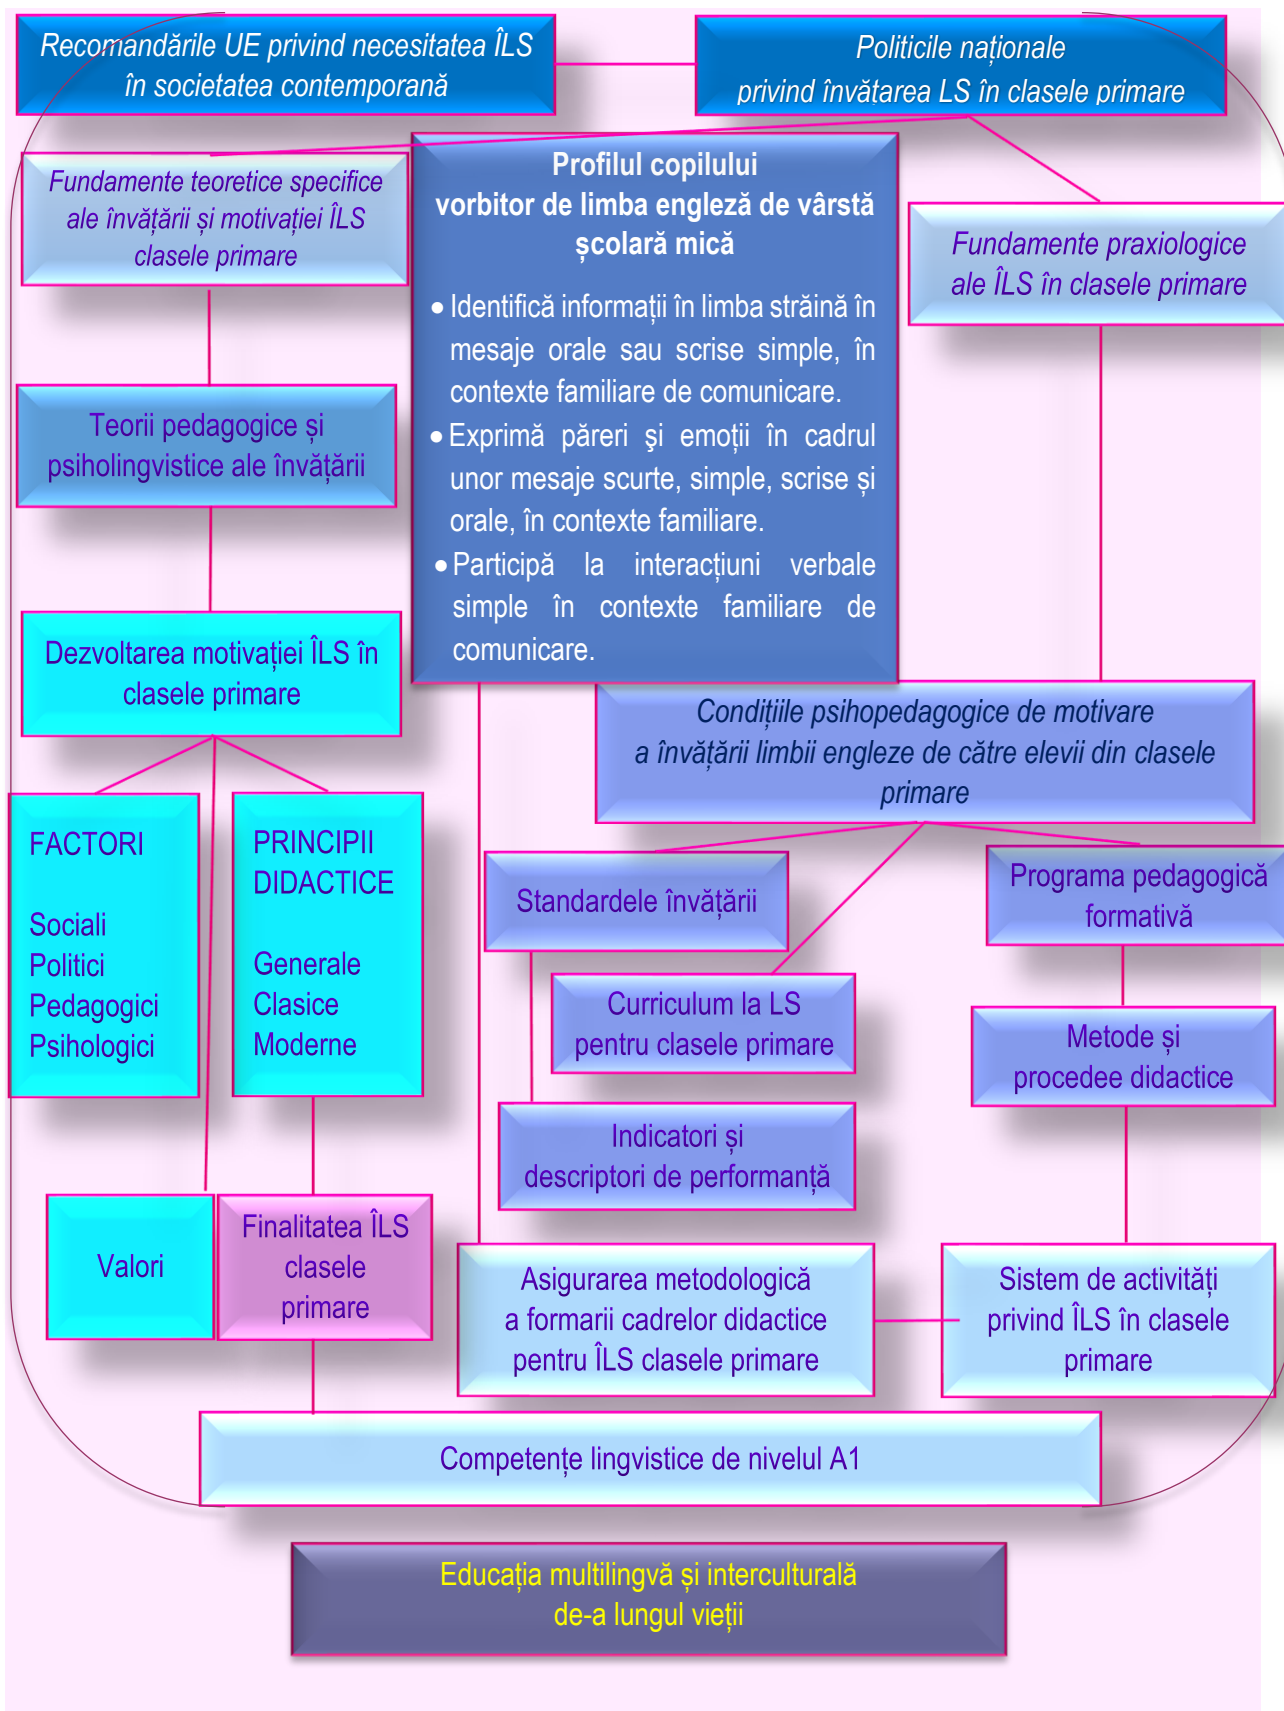 Recomandările UE privind necesitatea ÎLS
în societatea contemporană
Politicile naționale
privind învățarea LS în clasele primare
Fundamente teoretice specifice
ale învățării și motivației ÎLS
clasele primare
Profilul copilului
vorbitor de limba engleză de vârstă
școlară mică
• Identifică informații în limba străină în
mesaje orale sau scrise simple, în
contexte familiare de comunicare.
• Exprimă păreri şi emoții în cadrul
unor mesaje scurte, simple, scrise și
orale, în contexte familiare.
• Participă la interacțiuni verbale
simple în contexte familiare de
comunicare.
Fundamente praxiologice
ale ÎLS în clasele primare
Teorii pedagogice și
psiholingvistice ale învățării
Dezvoltarea motivației ÎLS în
clasele primare
Condițiile psihopedagogice de motivare
a învățării limbii engleze de către elevii din clasele
primare
FACTORI
Sociali
Politici
Pedagogici
Psihologici
PRINCIPII
DIDACTICE
Generale
Clasice
Moderne
Standardele învățării
Programa pedagogică
formativă
Curriculum la LS
pentru clasele primare
Metode și
procedee didactice
Indicatori și
descriptori de performanță
Valori
Finalitatea ÎLS
clasele
primare
Asigurarea metodologică
a formarii cadrelor didactice
pentru ÎLS clasele primare
Sistem de activități
privind ÎLS în clasele
primare
Competențe lingvistice de nivelul A1
Educația multilingvă și interculturală
de-a lungul vieții